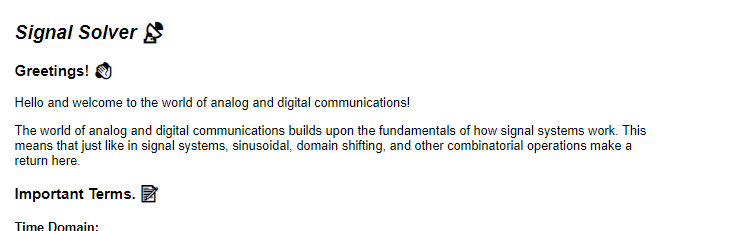 Signal Solver
Greetings!
Hello and welcome to the world of analog and digital communications!
The world of analog and digital communications builds upon the fundamentals of how signal systems work. This
means that just like in signal systems, sinusoidal, domain shifting, and other combinatorial operations make a
return here.
Important Terms.
Time Domain: